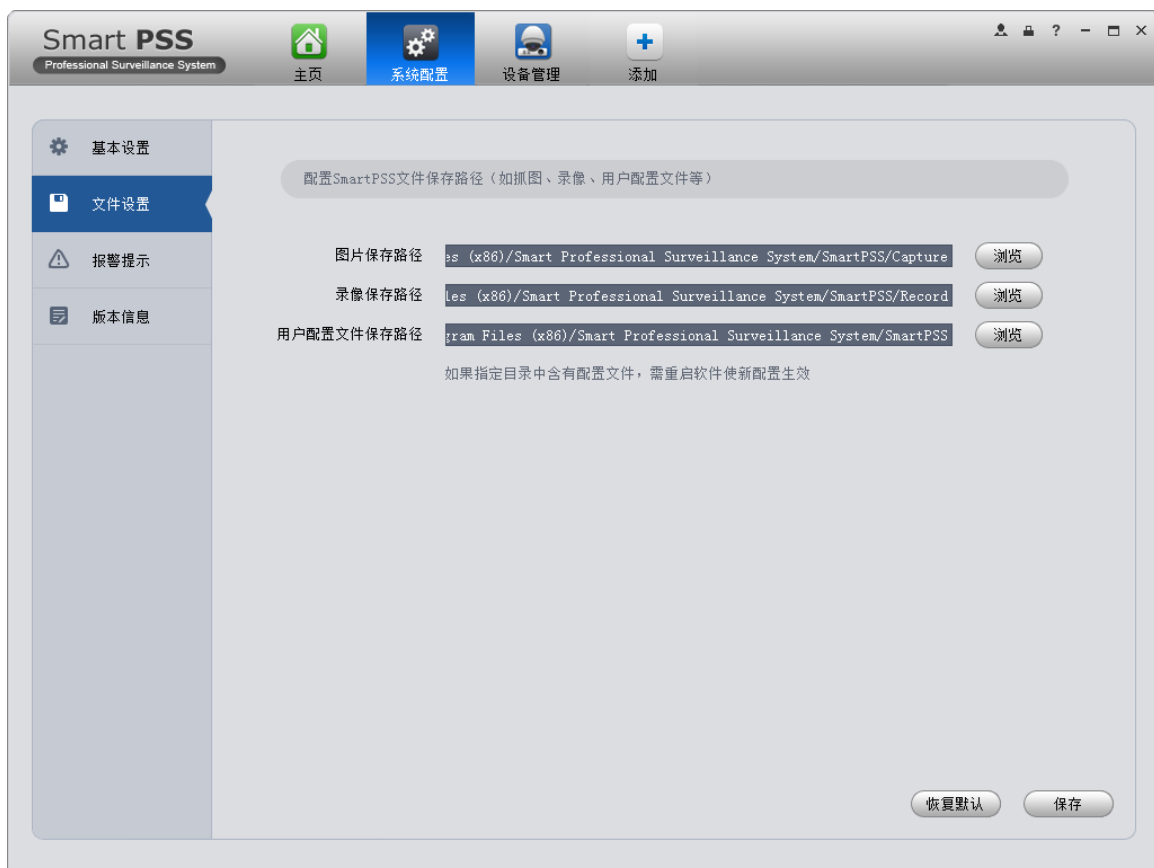 Smart PSS
Professional Surveillance System
主页
系统配置
设备管理
添加
基本设置
文件设置
报警提示
版本信息
配置SmartPSS文件保存路径（如抓图、录像、用户配置文件等）
图片保存路径 es (x86)/Smart Professional Surveillance System/SmartPSS/Capture 浏览
录像保存路径 les (x86)/Smart Professional Surveillance System/SmartPSS/Record 浏览
用户配置文件保存路径 gram Files (x86)/Smart Professional Surveillance System/SmartPSS 浏览
如果指定目录中含有配置文件，需重启软件使新配置生效
恢复默认 保存